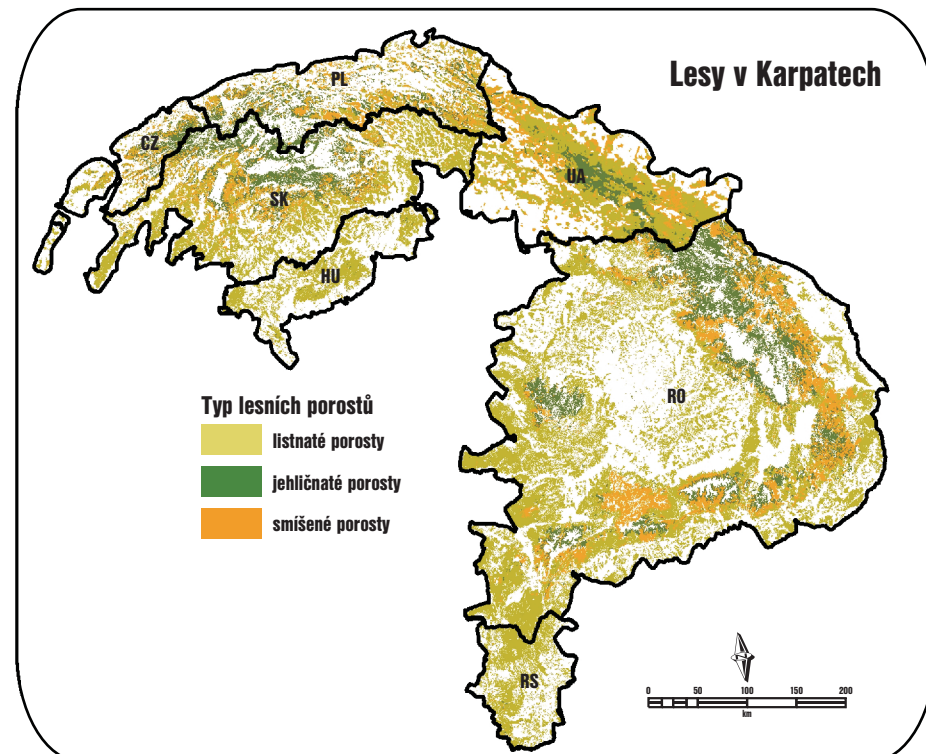 Lesy v Karpatech
PL
CZ
UA
SK
HU
RO
Typ lesních porostů
listnaté porosty
jehličnaté porosty
smíšené porosty
RS
0 50 100 150 200
km